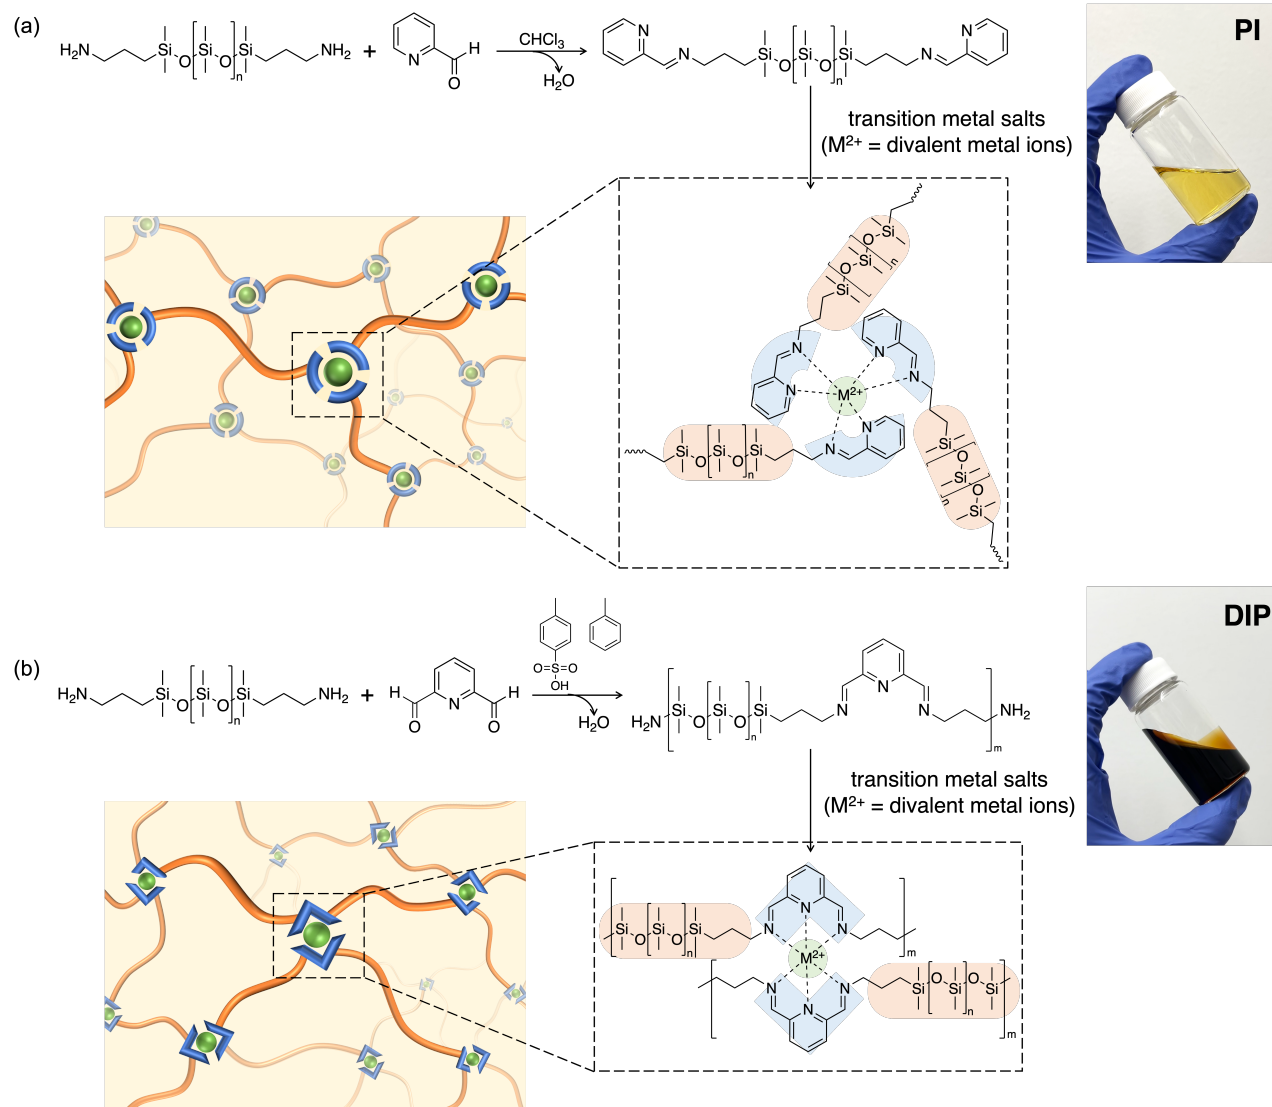 (a)
H₂N
Si
O
Si
O
Si
n
NH₂
+
N
O
H
CHCl₃
H₂O
N
N
Si
O
Si
O
Si
n
N
N
PI
transition metal salts
(M²⁺ = divalent metal ions)
Si
O
n
Si
O
Si
N
N
N
N
M²⁺
N
N
Si
O
Si
O
Si
n
Si
O
Si
n
O
Si
DIP
(b)
O=S=O
OH
H₂N
Si
O
Si
O
Si
n
NH₂
+
H
O
N
H
O
H₂O
H₂N
Si
O
Si
O
Si
n
N
N
N
NH₂
m
transition metal salts
(M²⁺ = divalent metal ions)
Si
O
Si
O
Si
n
N
N
N
m
M²⁺
N
N
N
Si
O
Si
O
Si
n
m